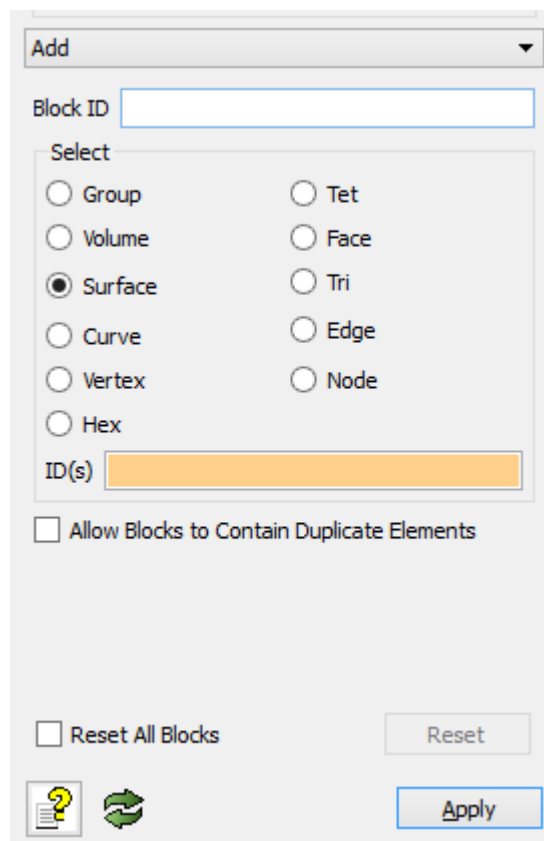 Add
Block ID
Select
Group
Tet
Volume
Face
Surface
Tri
Curve
Edge
Vertex
Node
Hex
ID(s)
Allow Blocks to Contain Duplicate Elements
Reset All Blocks
Reset
Apply